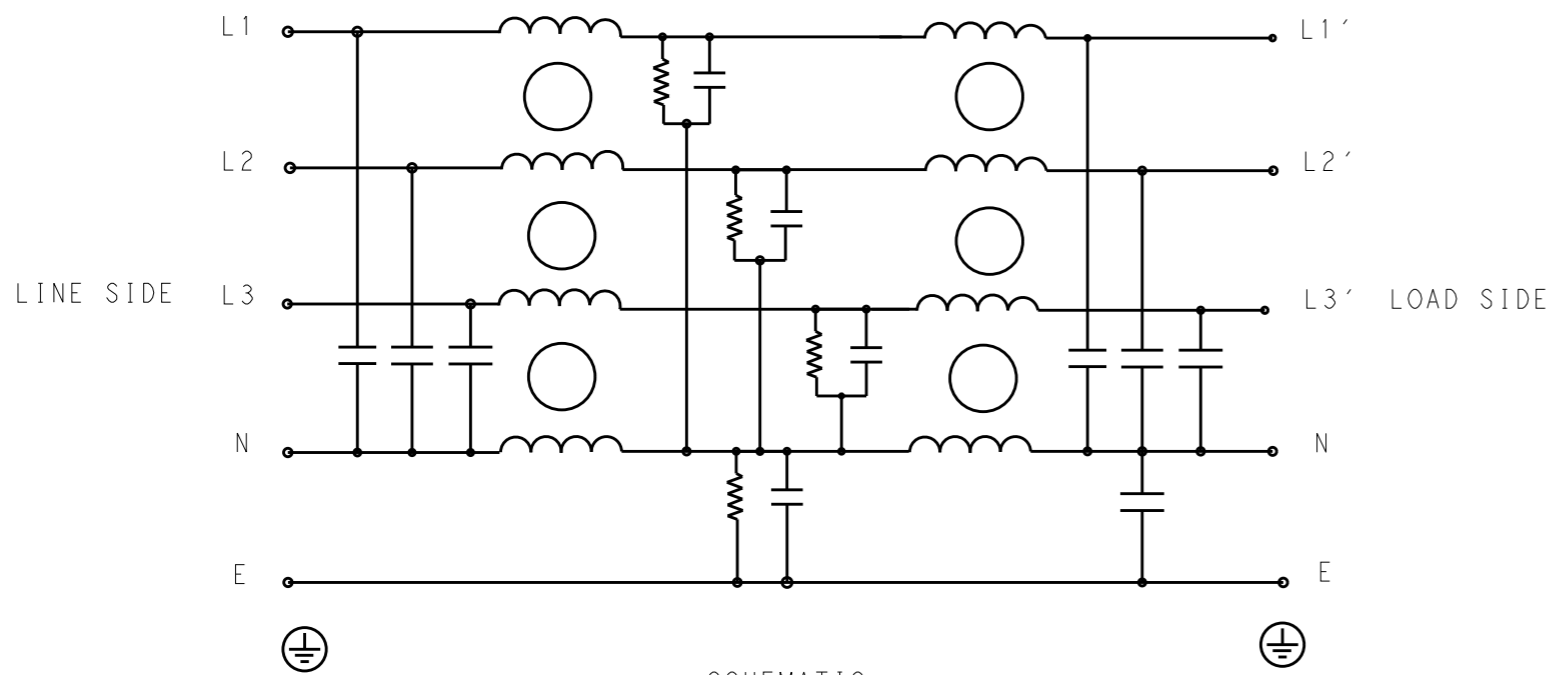 L1 L1′
L2 L2′
LINE SIDE L3 L3′ LOAD SIDE
N N
E E